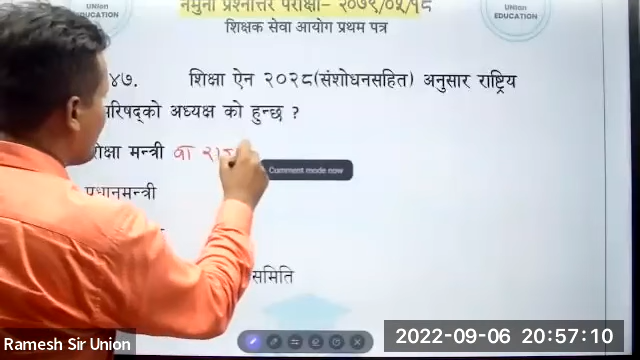 नमुना प्रश्नोत्तर परीक्षा- २०७९/०५/१८
UNion
EDUCATION
UNion
EDUCATION
शिक्षक सेवा आयोग प्रथम पत्र
४७. शिक्षा ऐन २०२८(संशोधनसहित) अनुसार राष्ट्रिय
को अध्यक्ष को हुन्छ ?
मन्त्री वा
Comment mode now
प्रधानमन्त्री
समिति
Ramesh Sir Union
2022-09-06 20:57:10